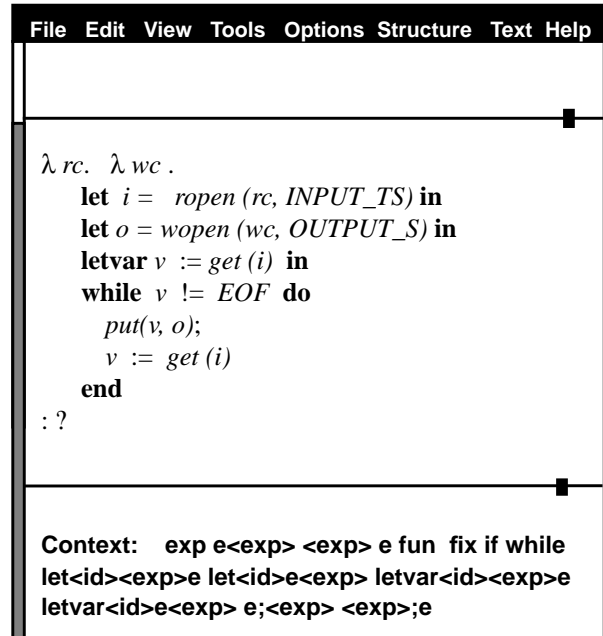 File Edit View Tools Options Structure Text Help
λ rc. λ wc .
let i = ropen (rc, INPUT_TS) in
let o = wopen (wc, OUTPUT_S) in
letvar v := get (i) in
while v != EOF do
put(v, o);
v := get (i)
end
: ?
Context: exp e<exp> <exp> e fun fix if while
let<id><exp>e let<id>e<exp> letvar<id><exp>e
letvar<id>e<exp> e;<exp> <exp>;e